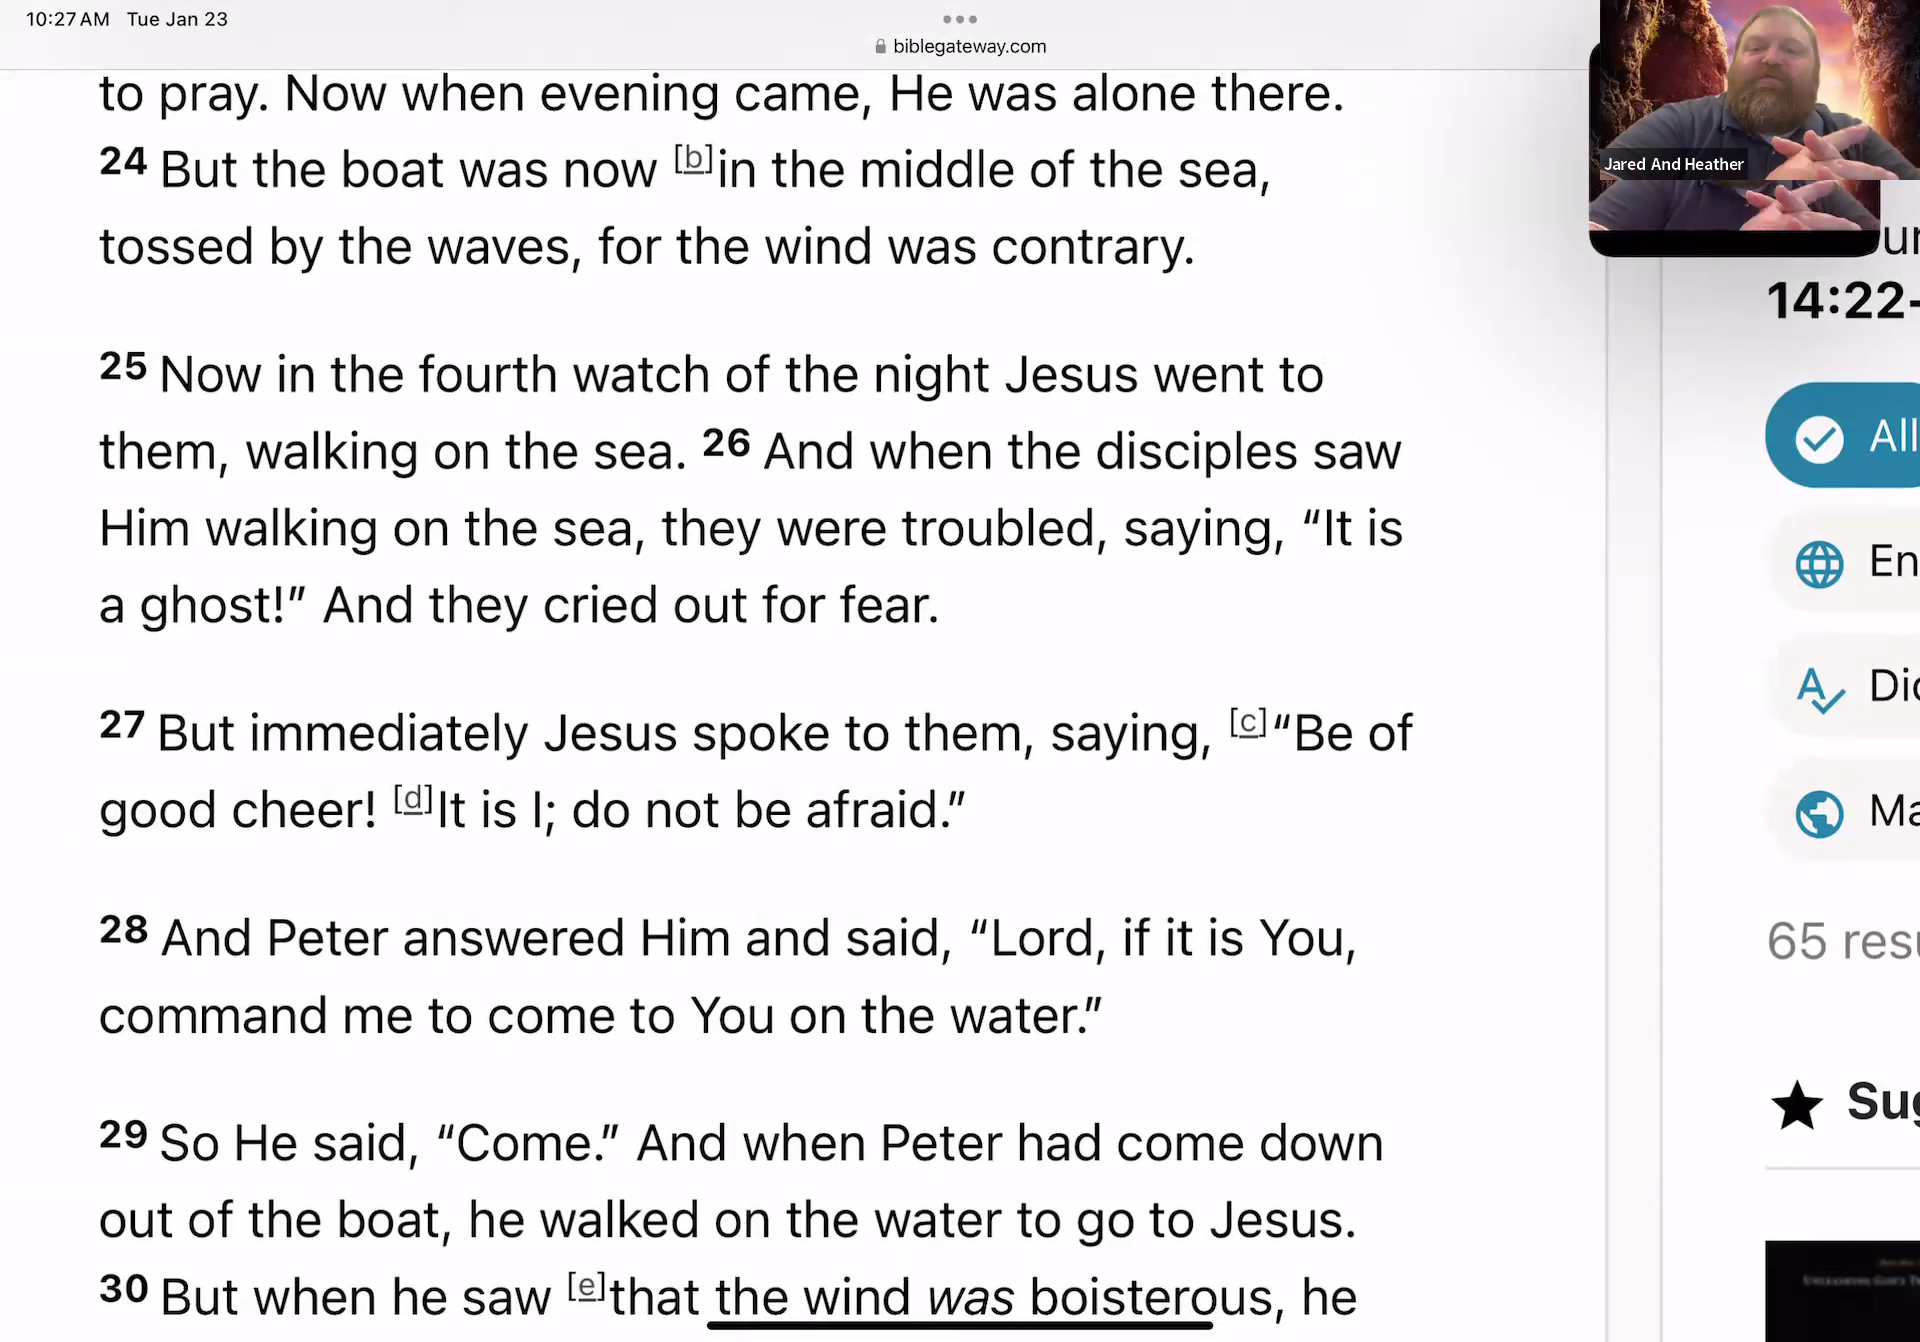 10:27 AM Tue Jan 23
biblegateway.com
to pray. Now when evening came, He was alone there.
24 But the boat was now [b]in the middle of the sea,
tossed by the waves, for the wind was contrary.
25 Now in the fourth watch of the night Jesus went to
them, walking on the sea. 26 And when the disciples saw
Him walking on the sea, they were troubled, saying, “It is
a ghost!” And they cried out for fear.
27 But immediately Jesus spoke to them, saying, [c]“Be of
good cheer! [d]It is I; do not be afraid.”
28 And Peter answered Him and said, “Lord, if it is You,
command me to come to You on the water.”
29 So He said, “Come.” And when Peter had come down
out of the boat, he walked on the water to go to Jesus.
30 But when he saw [e]that the wind was boisterous, he
Jared And Heather
14:22-
All
En
Dic
Ma
65 resu
Sug